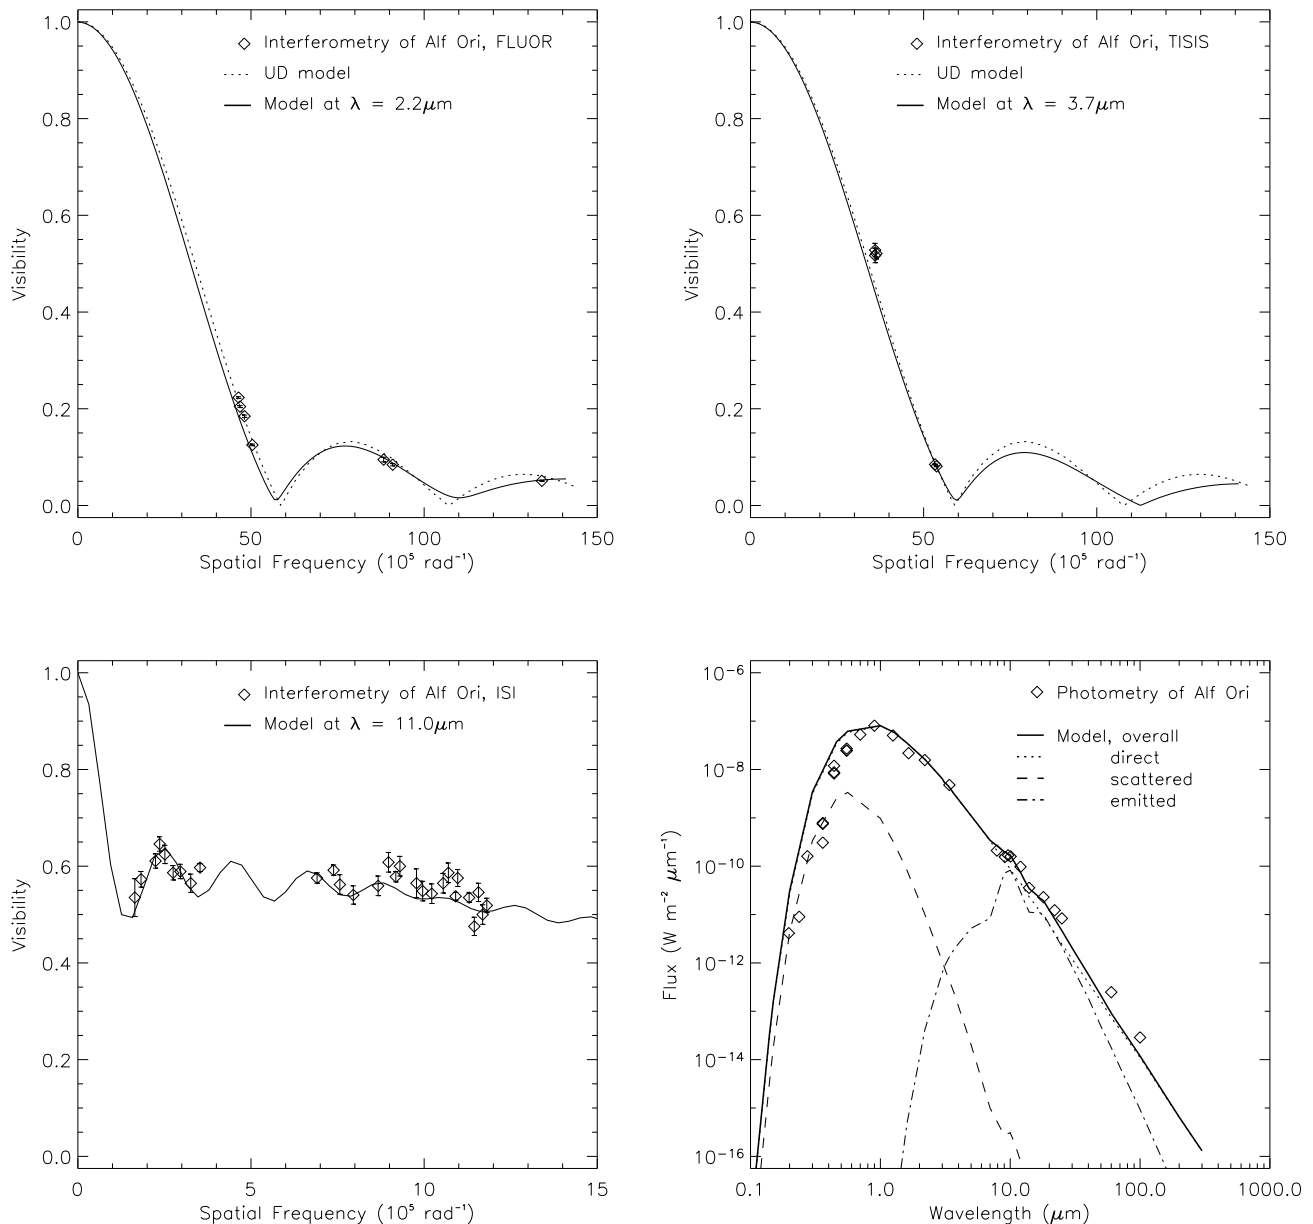 1.0
0.8
0.6
0.4
0.2
0.0
Visibility
Interferometry of Alf Ori, FLUOR
UD model
Model at λ = 2.2μm
0 50 100 150
Spatial Frequency (10⁵ rad⁻¹)
1.0
0.8
0.6
0.4
0.2
0.0
Visibility
Interferometry of Alf Ori, TISIS
UD model
Model at λ = 3.7μm
0 50 100 150
Spatial Frequency (10⁵ rad⁻¹)
1.0
0.8
0.6
0.4
0.2
0.0
Visibility
Interferometry of Alf Ori, ISI
Model at λ = 11.0μm
0 5 10 15
Spatial Frequency (10⁵ rad⁻¹)
10⁻⁶
10⁻⁸
10⁻¹⁰
10⁻¹²
10⁻¹⁴
10⁻¹⁶
Flux (W m⁻² μm⁻¹)
Photometry of Alf Ori
Model, overall
direct
scattered
emitted
0.1 1.0 10.0 100.0 1000.0
Wavelength (μm)